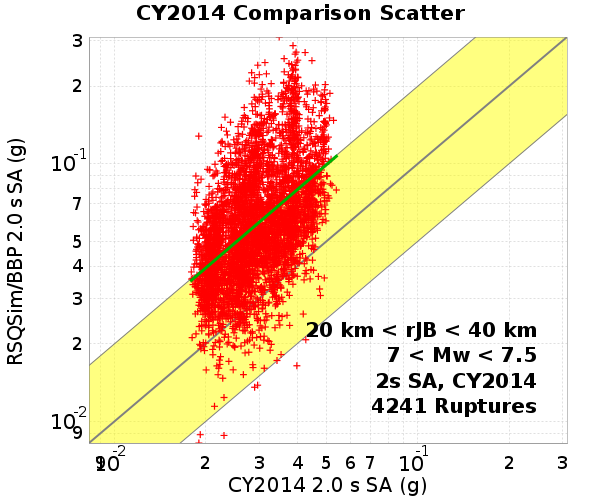 CY2014 Comparison Scatter
3
2
10-1
7
5
4
3
2
10-2
9
RSQSim/BBP 2.0 s SA (g)
20 km < rJB < 40 km
7 < Mw < 7.5
2s SA, CY2014
4241 Ruptures
9 10-2 2 3 4 5 6 7 10-1 2 3
CY2014 2.0 s SA (g)